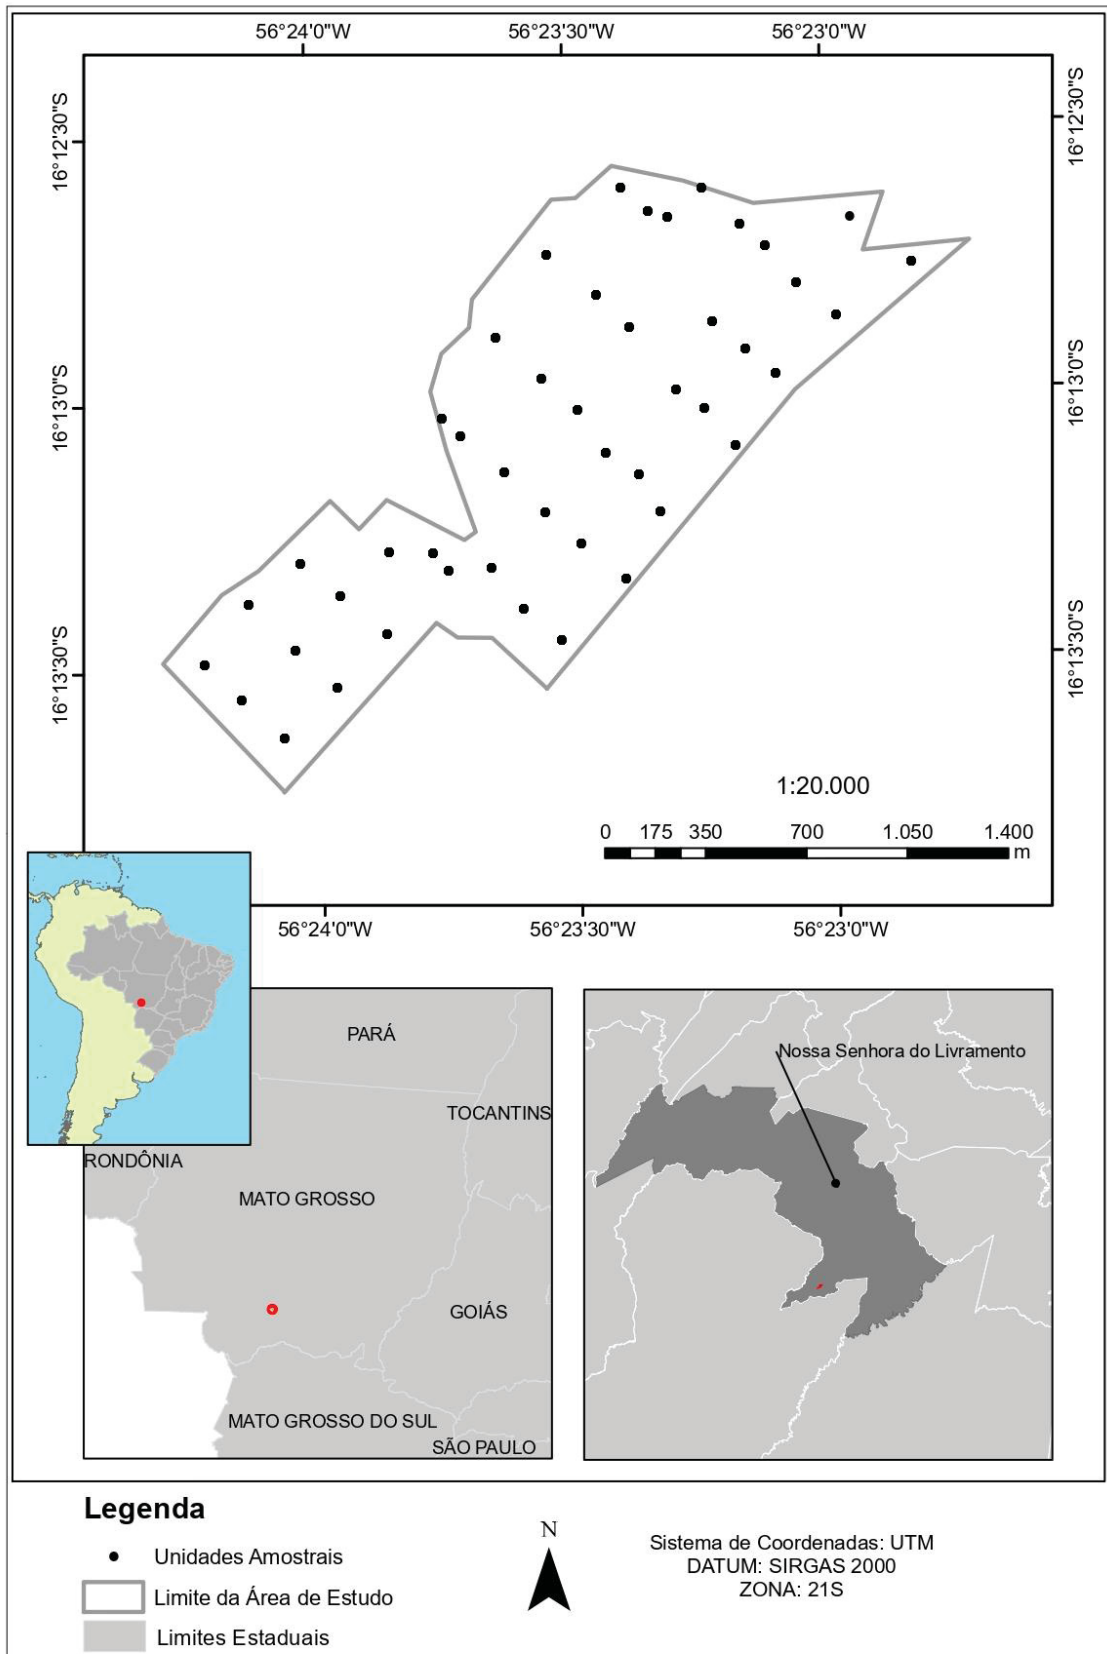 56°24'0"W 56°23'30"W 56°23'0"W
16°12'30"S 16°12'30"S
16°13'0"S 16°13'0"S
16°13'30"S 16°13'30"S
1:20.000
0 175 350 700 1.050 1.400
m
56°24'0"W 56°23'30"W 56°23'0"W
PARÁ
TOCANTINS
RONDÔNIA
MATO GROSSO
GOIÁS
MATO GROSSO DO SUL
SÃO PAULO
Nossa Senhora do Livramento
Legenda
Unidades Amostrais
Limite da Área de Estudo
Limites Estaduais
N
Sistema de Coordenadas: UTM
DATUM: SIRGAS 2000
ZONA: 21S